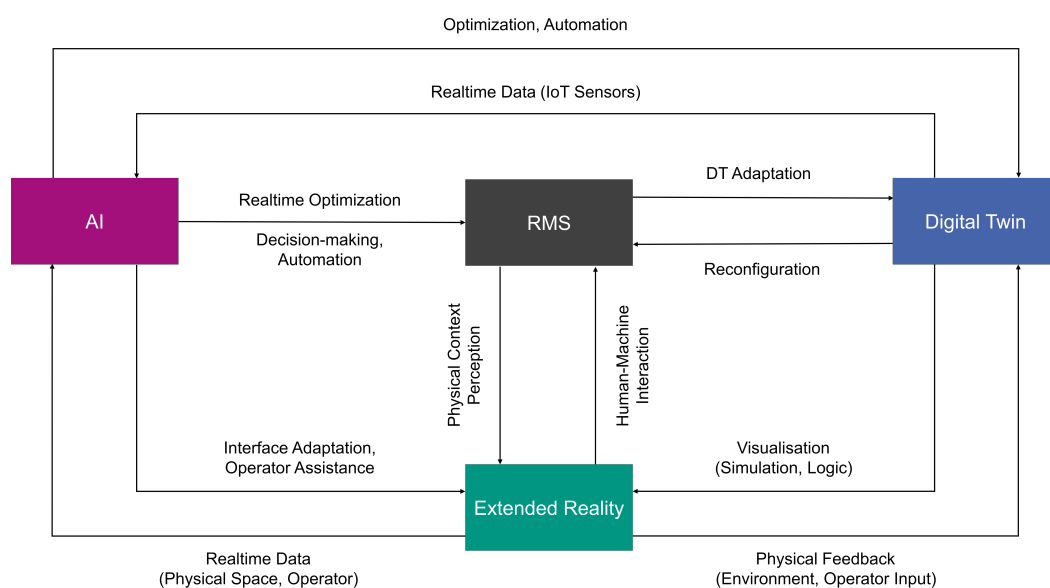 Optimization, Automation
Realtime Data (IoT Sensors)
AI
Realtime Optimization
Decision-making,
Automation
RMS
DT Adaptation
Reconfiguration
Digital Twin
Physical Context
Perception
Human-Machine
Interaction
Interface Adaptation,
Operator Assistance
Visualisation
(Simulation, Logic)
Extended Reality
Realtime Data
(Physical Space, Operator)
Physical Feedback
(Environment, Operator Input)